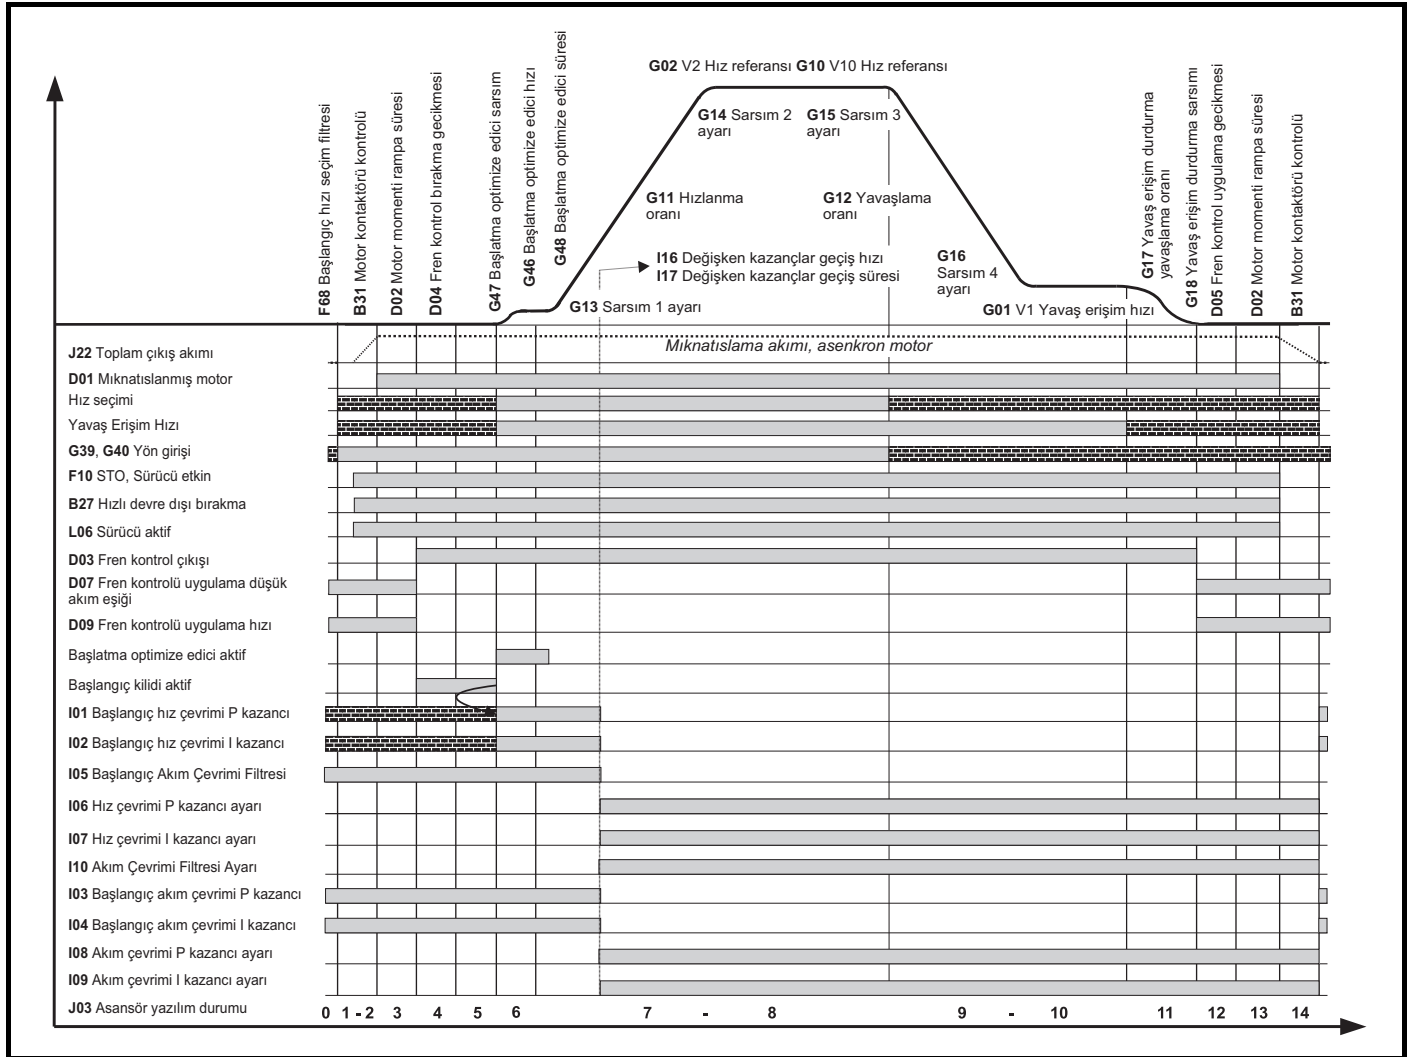 F68 Başlangıç hızı seçim filtresi
B31 Motor kontaktörü kontrolü
D02 Motor momenti rampa süresi
D04 Fren kontrol bırakma gecikmesi
G47 Başlatma optimize edici sarsım
G46 Başlatma optimize edici hızı
G48 Başlatma optimize edici süresi
G02 V2 Hız referansı G10 V10 Hız referansı
G14 Sarsım 2
ayarı
G15 Sarsım 3
ayarı
G11 Hızlanma
oranı
G12 Yavaşlama
oranı
I16 Değişken kazançlar geçiş hızı
I17 Değişken kazançlar geçiş süresi
G13 Sarsım 1 ayarı
G16
Sarsım 4
ayarı
G01 V1 Yavaş erişim hızı
G17 Yavaş erişim durdurma
yavaşlama oranı
G18 Yavaş erişim durdurma sarsımı
D05 Fren kontrol uygulama gecikmesi
D02 Motor momenti rampa süresi
B31 Motor kontaktörü kontrolü
J22 Toplam çıkış akımı
Mıknatıslama akımı, asenkron motor
D01 Mıknatıslanmış motor
Hız seçimi
Yavaş Erişim Hızı
G39, G40 Yön girişi
F10 STO, Sürücü etkin
B27 Hızlı devre dışı bırakma
L06 Sürücü aktif
D03 Fren kontrol çıkışı
D07 Fren kontrolü uygulama düşük
akım eşiği
D09 Fren kontrolü uygulama hızı
Başlatma optimize edici aktif
Başlangıç kilidi aktif
I01 Başlangıç hız çevrimi P kazancı
I02 Başlangıç hız çevrimi I kazancı
I05 Başlangıç Akım Çevrimi Filtresi
I06 Hız çevrimi P kazancı ayarı
I07 Hız çevrimi I kazancı ayarı
I10 Akım Çevrimi Filtresi Ayarı
I03 Başlangıç akım çevrimi P kazancı
I04 Başlangıç akım çevrimi I kazancı
I08 Akım çevrimi P kazancı ayarı
I09 Akım çevrimi I kazancı ayarı
J03 Asansör yazılım durumu
0 1 - 2 3 4 5 6 7 - 8 9 - 10 11 12 13 14